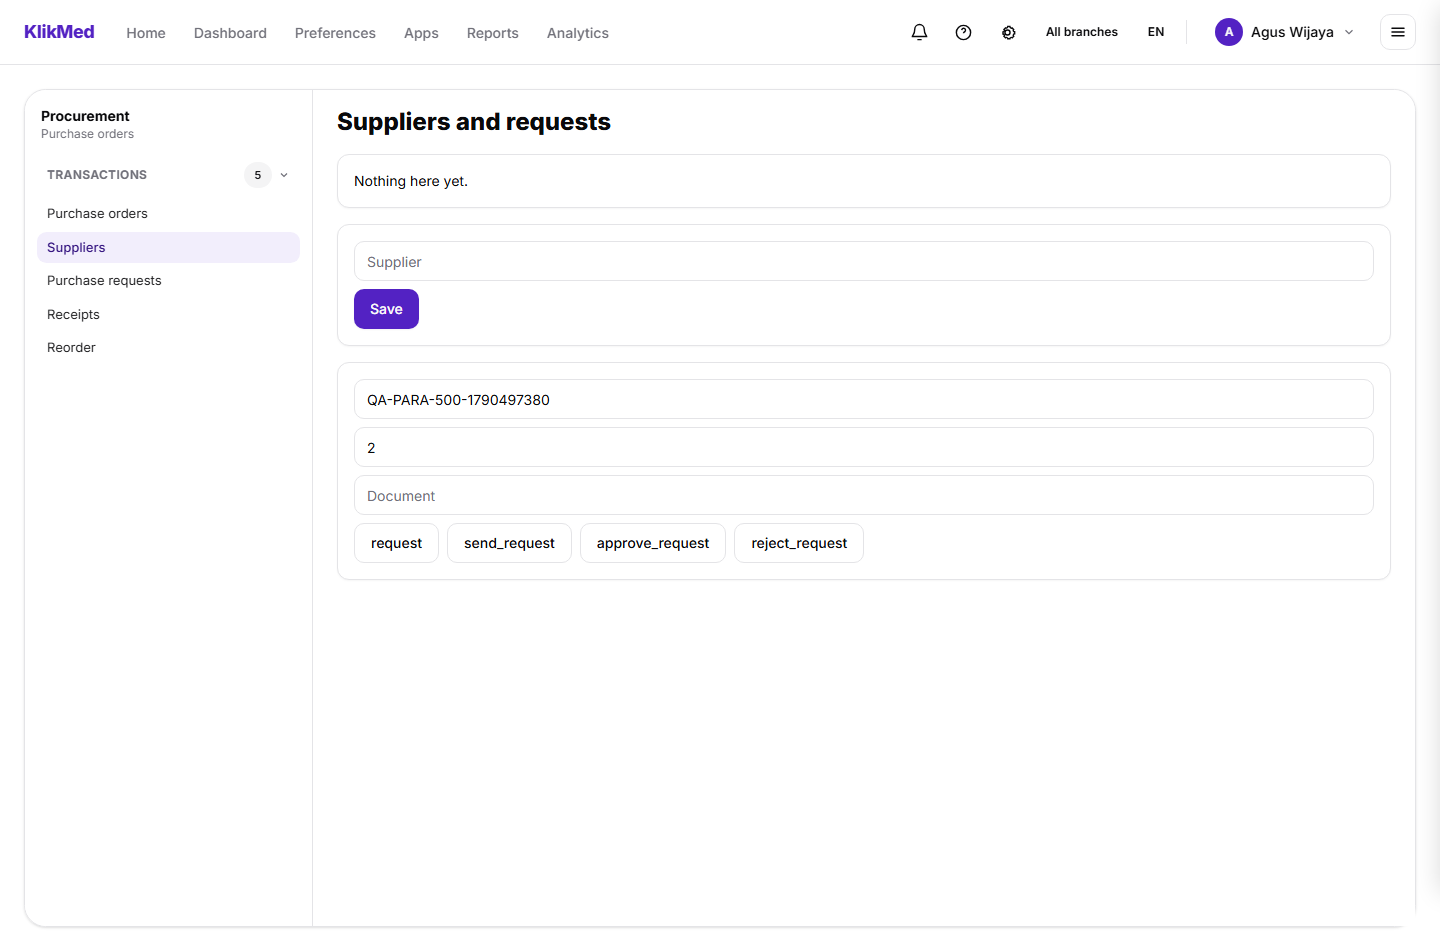 KlikMed
Home
Dashboard
Preferences
Apps
Reports
Analytics
All branches
EN
A
Agus Wijaya
Procurement
Purchase orders
TRANSACTIONS
5
Purchase orders
Suppliers
Purchase requests
Receipts
Reorder
Suppliers and requests
Nothing here yet.
Supplier
Save
QA-PARA-500-1790497380
2
Document
request
send_request
approve_request
reject_request